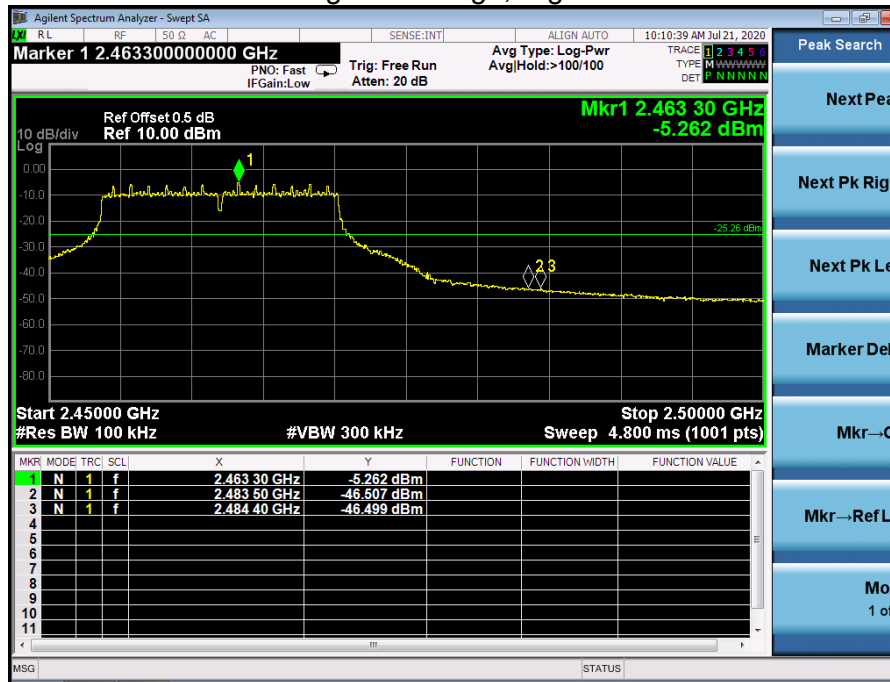 Agilent Spectrum Analyzer - Swept SA
LXI RL RF 50 Ω AC SENSE:INT ALIGN AUTO 10:10:39 AM Jul 21, 2020
Marker 1 2.463300000000 GHz
PNO: Fast
IFGain:Low
Trig: Free Run
Atten: 20 dB
Avg Type: Log-Pwr
Avg|Hold:>100/100
TRACE 1 2 3 4 5 6
TYPE M WWWWW
DET P N N N N N
Peak Search
Ref Offset 0.5 dB
10 dB/div Ref 10.00 dBm
Log
Mkr1 2.463 30 GHz
-5.262 dBm
1
0.00
-10.0
-20.0
-25.26 dBm
-30.0
-40.0
2 3
-50.0
-60.0
-70.0
-80.0
Start 2.45000 GHz Stop 2.50000 GHz
#Res BW 100 kHz #VBW 300 kHz Sweep 4.800 ms (1001 pts)
MKR MODE TRC SCL X Y FUNCTION FUNCTION WIDTH FUNCTION VALUE
1 N 1 f 2.463 30 GHz -5.262 dBm
2 N 1 f 2.483 50 GHz -46.507 dBm
3 N 1 f 2.484 40 GHz -46.499 dBm
4
5
6
7
8
9
10
11
MSG STATUS
Next Pea
Next Pk Rig
Next Pk Le
Marker Del
Mkr→C
Mkr→Ref L
Mo
1 of